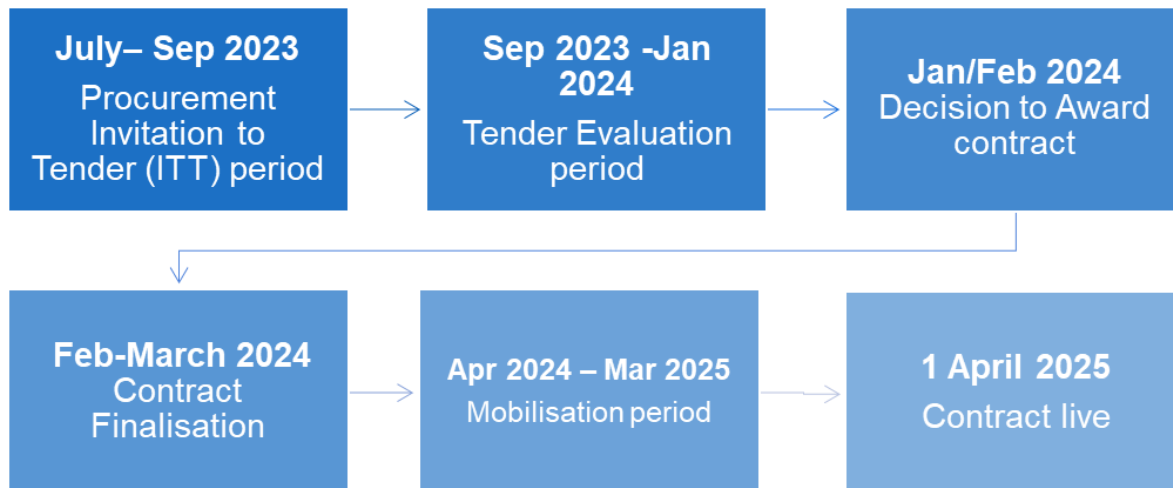 July– Sep 2023
Procurement
Invitation to
Tender (ITT) period
Sep 2023 -Jan
2024
Tender Evaluation
period
Jan/Feb 2024
Decision to Award
contract
Feb-March 2024
Contract
Finalisation
Apr 2024 – Mar 2025
Mobilisation period
1 April 2025
Contract live